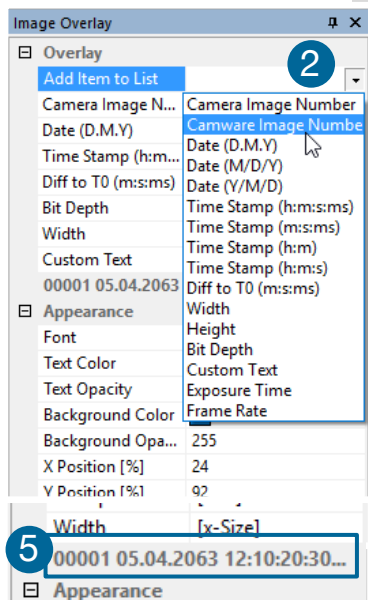 Image Overlay
2
Overlay
Add Item to List
Camera Image N... Camera Image Number
Camware Image Numbe
Date (D.M.Y) Date (D.M.Y)
Date (M/D/Y)
Time Stamp (h:m... Date (Y/M/D)
Diff to T0 (m:s:ms) Time Stamp (h:m:s:ms)
Bit Depth Time Stamp (m:s:ms)
Width Time Stamp (h:m)
Custom Text Time Stamp (h:m:s)
00001 05.04.2063 Diff to T0 (m:s:ms)
Appearance Width
Font Height
Text Color Bit Depth
Custom Text
Text Opacity Exposure Time
Background Color Frame Rate
Background Opa... 255
X Position [%] 24
Y Position [%] 92
Width [x-Size]
5
00001 05.04.2063 12:10:20:30...
Appearance